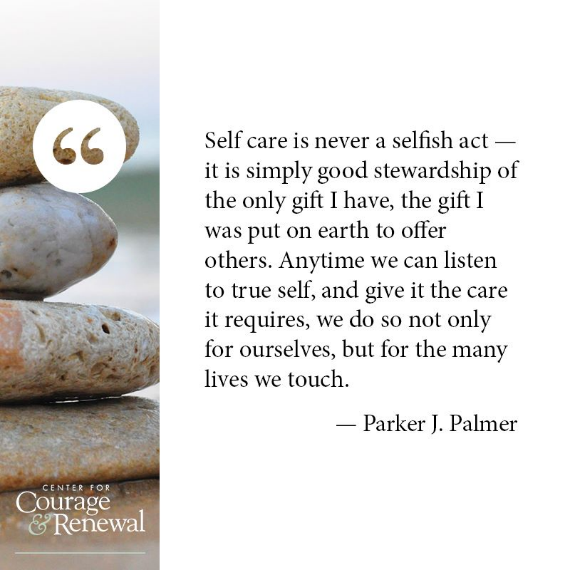 “
Self care is never a selfish act —
it is simply good stewardship of
the only gift I have, the gift I
was put on earth to offer
others. Anytime we can listen
to true self, and give it the care
it requires, we do so not only
for ourselves, but for the many
lives we touch.
— Parker J. Palmer
CENTER FOR
Courage
& Renewal